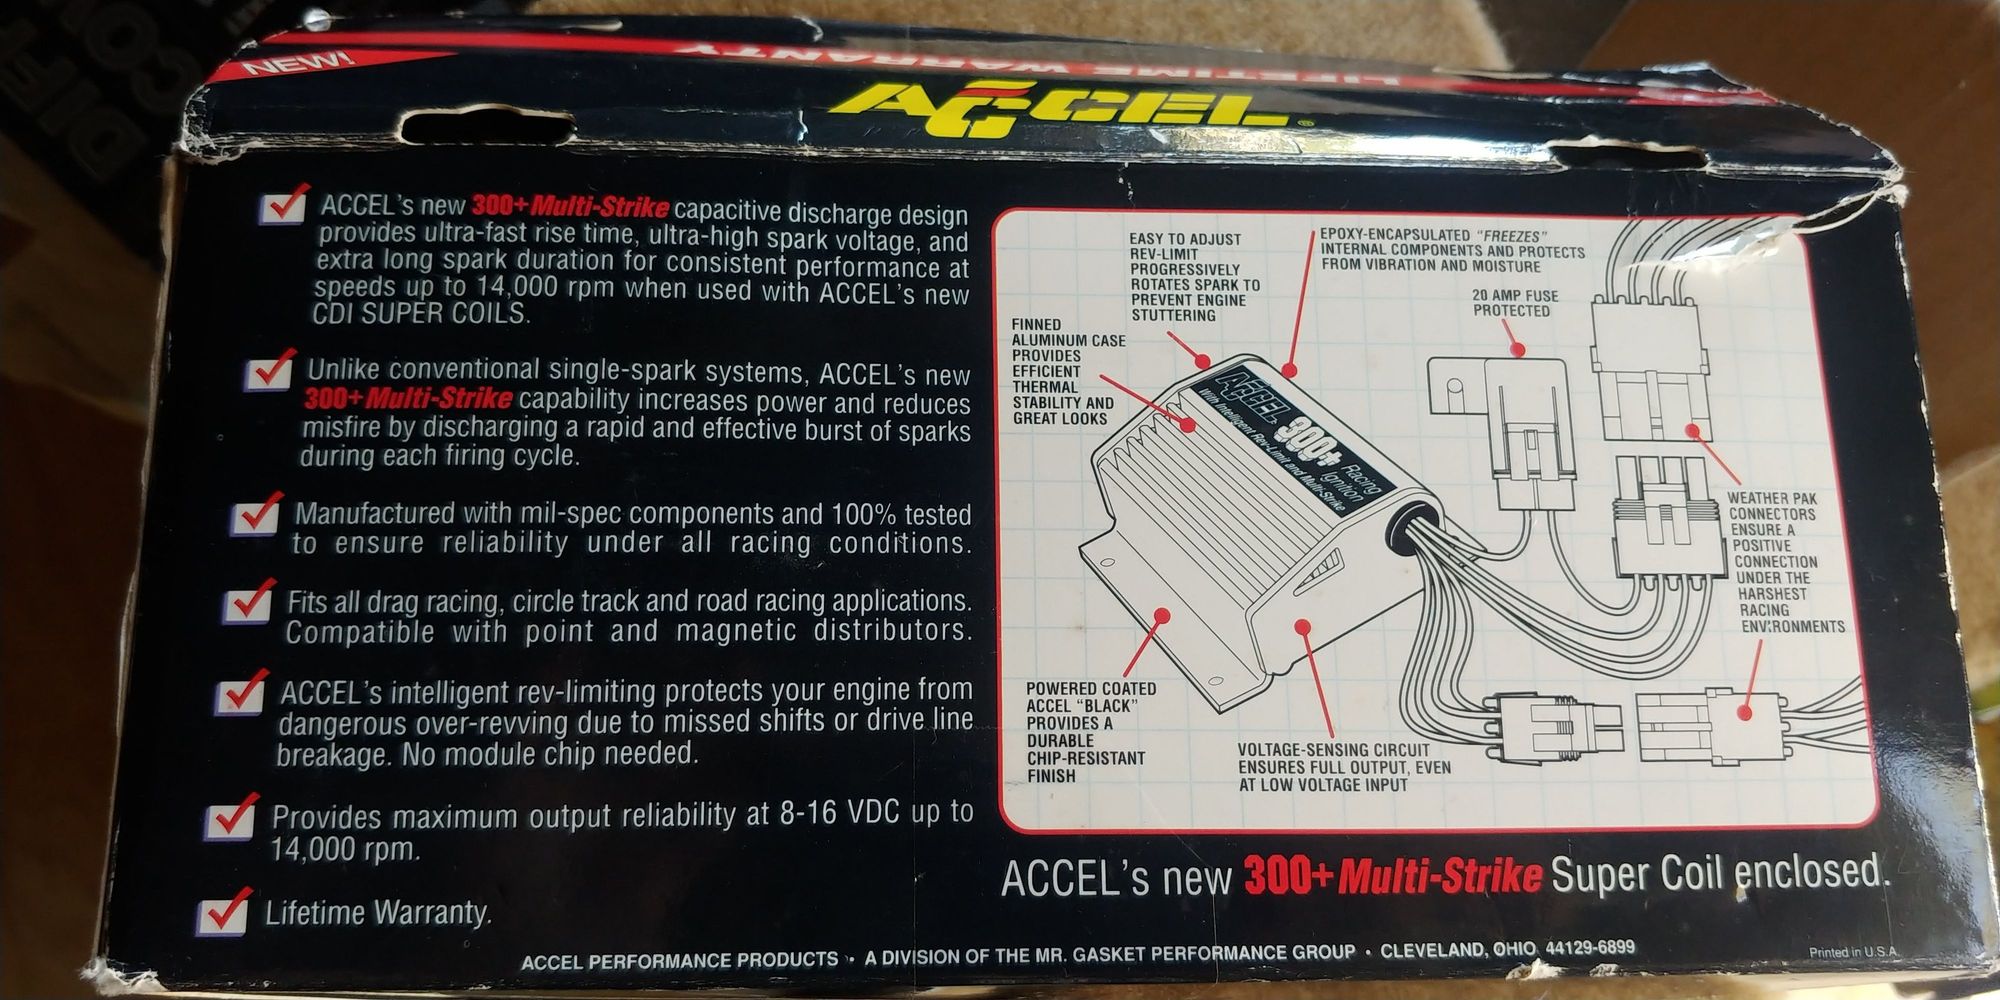 NEW!
LIFETIME WARRANTY
ACCEL®
ACCEL's new 300+ Multi-Strike capacitive discharge design
provides ultra-fast rise time, ultra-high spark voltage, and
extra long spark duration for consistent performance at
speeds up to 14,000 rpm when used with ACCEL's new
CDI SUPER COILS.
Unlike conventional single-spark systems, ACCEL's new
300+ Multi-Strike capability increases power and reduces
misfire by discharging a rapid and effective burst of sparks
during each firing cycle.
Manufactured with mil-spec components and 100% tested
to ensure reliability under all racing conditions.
Fits all drag racing, circle track and road racing applications.
Compatible with point and magnetic distributors.
ACCEL's intelligent rev-limiting protects your engine from
dangerous over-revving due to missed shifts or drive line
breakage. No module chip needed.
Provides maximum output reliability at 8-16 VDC up to
14,000 rpm.
Lifetime Warranty.
EASY TO ADJUST
REV-LIMIT
PROGRESSIVELY
ROTATES SPARK TO
PREVENT ENGINE
STUTTERING
EPOXY-ENCAPSULATED "FREEZES"
INTERNAL COMPONENTS AND PROTECTS
FROM VIBRATION AND MOISTURE
20 AMP FUSE
PROTECTED
FINNED
ALUMINUM CASE
PROVIDES
EFFICIENT
THERMAL
STABILITY AND
GREAT LOOKS
ACCEL 300+ Racing
Ignition
With Intelligent Rev-Limit and Multi-Strike
WEATHER PAK
CONNECTORS
ENSURE A
POSITIVE
CONNECTION
UNDER THE
HARSHEST
RACING
ENVIRONMENTS
POWERED COATED
ACCEL "BLACK"
PROVIDES A
DURABLE
CHIP-RESISTANT
FINISH
VOLTAGE-SENSING CIRCUIT
ENSURES FULL OUTPUT, EVEN
AT LOW VOLTAGE INPUT
ACCEL's new 300+ Multi-Strike Super Coil enclosed.
ACCEL PERFORMANCE PRODUCTS • A DIVISION OF THE MR. GASKET PERFORMANCE GROUP • CLEVELAND, OHIO 44129-6899
Printed in U.S.A.